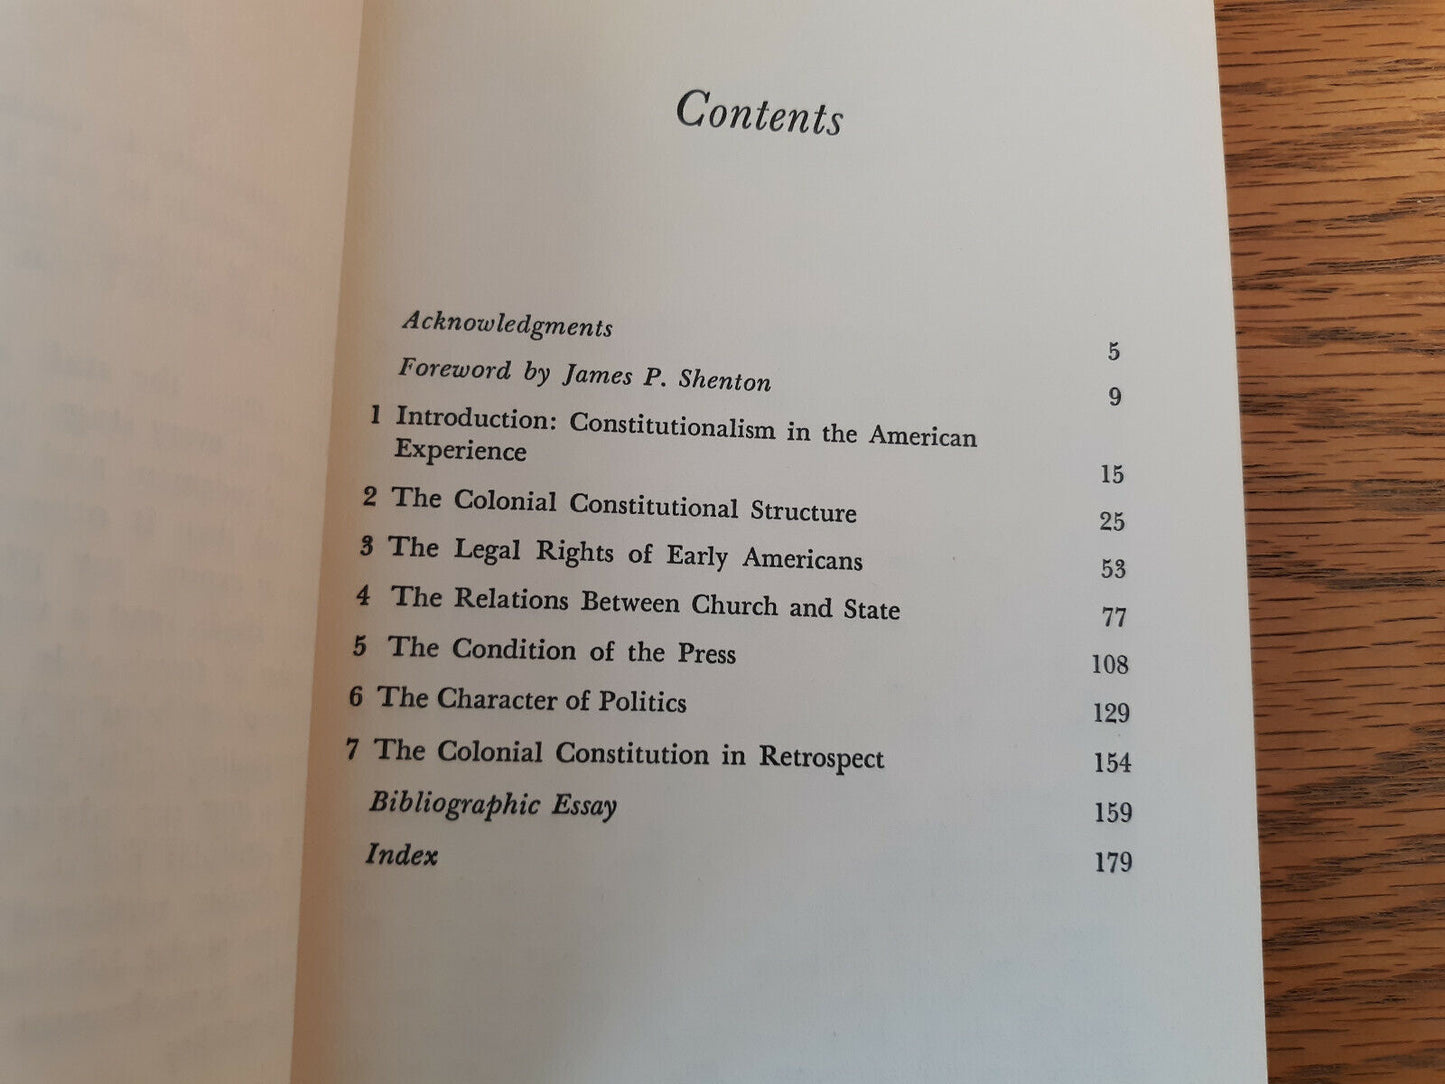 Contents
Acknowledgments 5
Foreword by James P. Shenton 9
1 Introduction: Constitutionalism in the American
Experience 15
2 The Colonial Constitutional Structure 25
3 The Legal Rights of Early Americans 53
4 The Relations Between Church and State 77
5 The Condition of the Press 108
6 The Character of Politics 129
7 The Colonial Constitution in Retrospect 154
Bibliographic Essay 159
Index 179